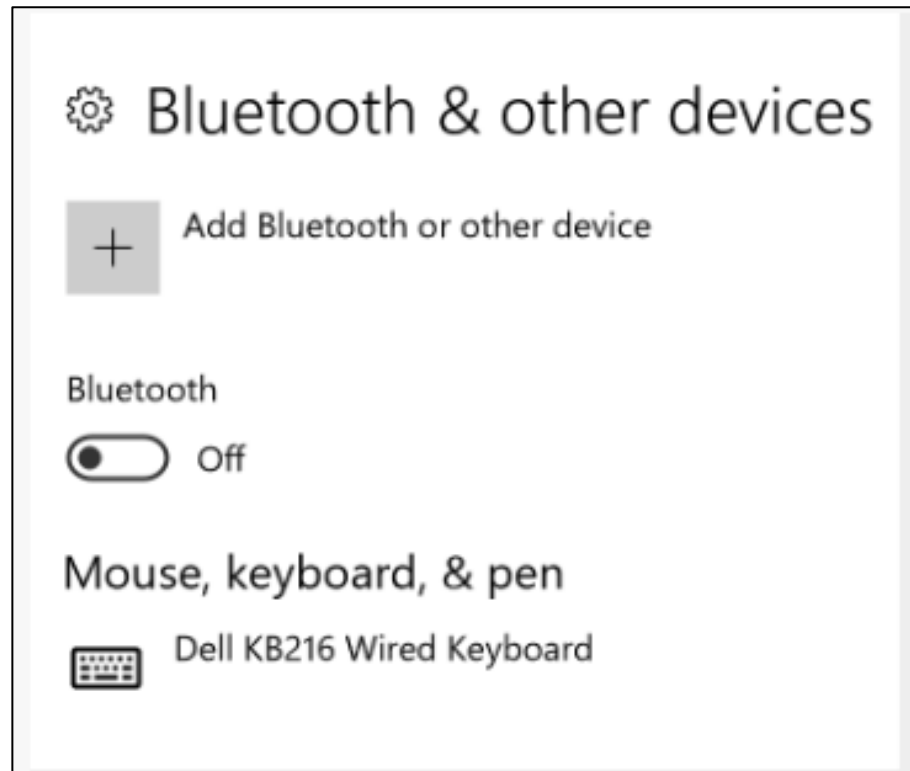 Bluetooth & other devices
Add Bluetooth or other device
Bluetooth
Off
Mouse, keyboard, & pen
Dell KB216 Wired Keyboard